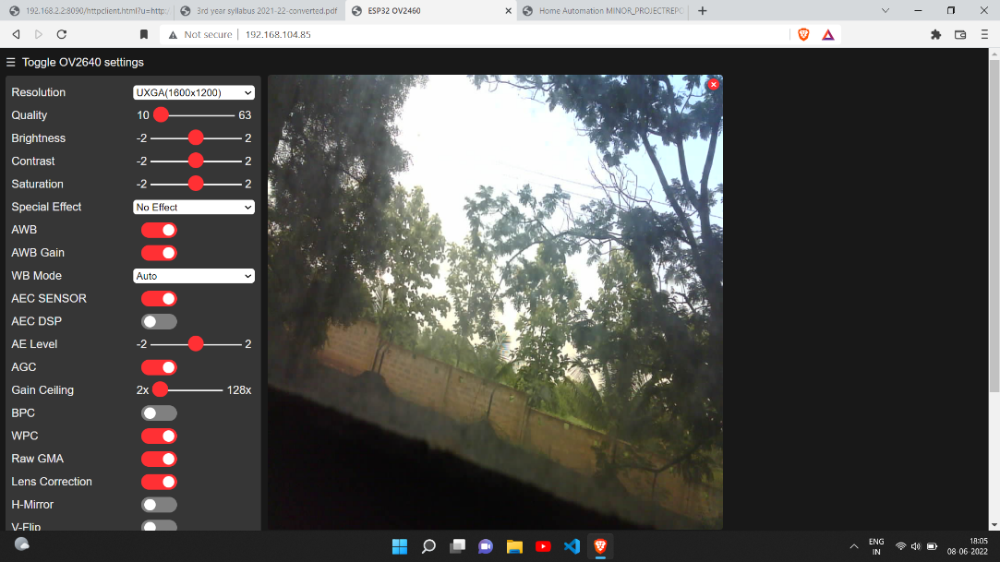 192.168.2.2:8090/httpclient.html?u=http:/
3rd year syllabus 2021-22-converted.pdf
ESP32 OV2460
Home Automation MINOR_PROJECTREPO
Not secure
192.168.104.85
Toggle OV2640 settings
Resolution UXGA(1600x1200)
Quality 10 63
Brightness -2 2
Contrast -2 2
Saturation -2 2
Special Effect No Effect
AWB
AWB Gain
WB Mode Auto
AEC SENSOR
AEC DSP
AE Level -2 2
AGC
Gain Ceiling 2x 128x
BPC
WPC
Raw GMA
Lens Correction
H-Mirror
V-Flip
ENG
IN
18:05
08-06-2022